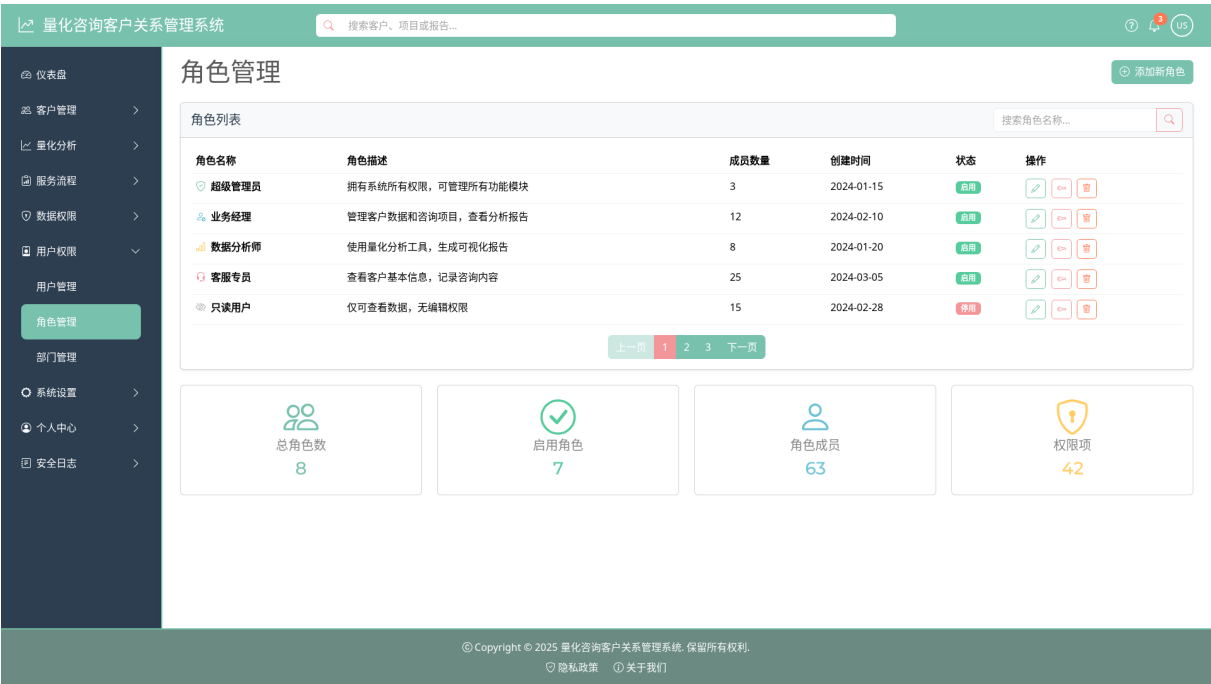 量化咨询客户关系管理系统
搜索客户、项目或报告...
3
US
仪表盘
客户管理
量化分析
服务流程
数据权限
用户权限
用户管理
角色管理
部门管理
系统设置
个人中心
安全日志
角色管理
添加新角色
角色列表
搜索角色名称...
角色名称 角色描述 成员数量 创建时间 状态 操作
超级管理员 拥有系统所有权限，可管理所有功能模块 3 2024-01-15 启用
业务经理 管理客户数据和咨询项目，查看分析报告 12 2024-02-10 启用
数据分析师 使用量化分析工具，生成可视化报告 8 2024-01-20 启用
客服专员 查看客户基本信息，记录咨询内容 25 2024-03-05 启用
只读用户 仅可查看数据，无编辑权限 15 2024-02-28 停用
上一页 1 2 3 下一页
总角色数
8
启用角色
7
角色成员
63
权限项
42
Copyright © 2025 量化咨询客户关系管理系统. 保留所有权利.
隐私政策 关于我们